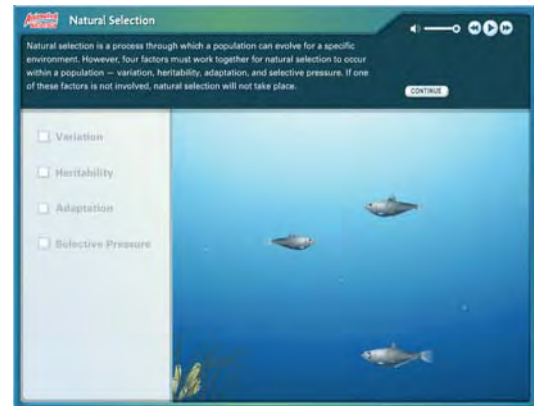 Animated Biology
Natural Selection
Natural selection is a process through which a population can evolve for a specific
environment. However, four factors must work together for natural selection to occur
within a population — variation, heritability, adaptation, and selective pressure. If one
of these factors is not involved, natural selection will not take place.
CONTINUE
Variation
Heritability
Adaptation
Selective Pressure